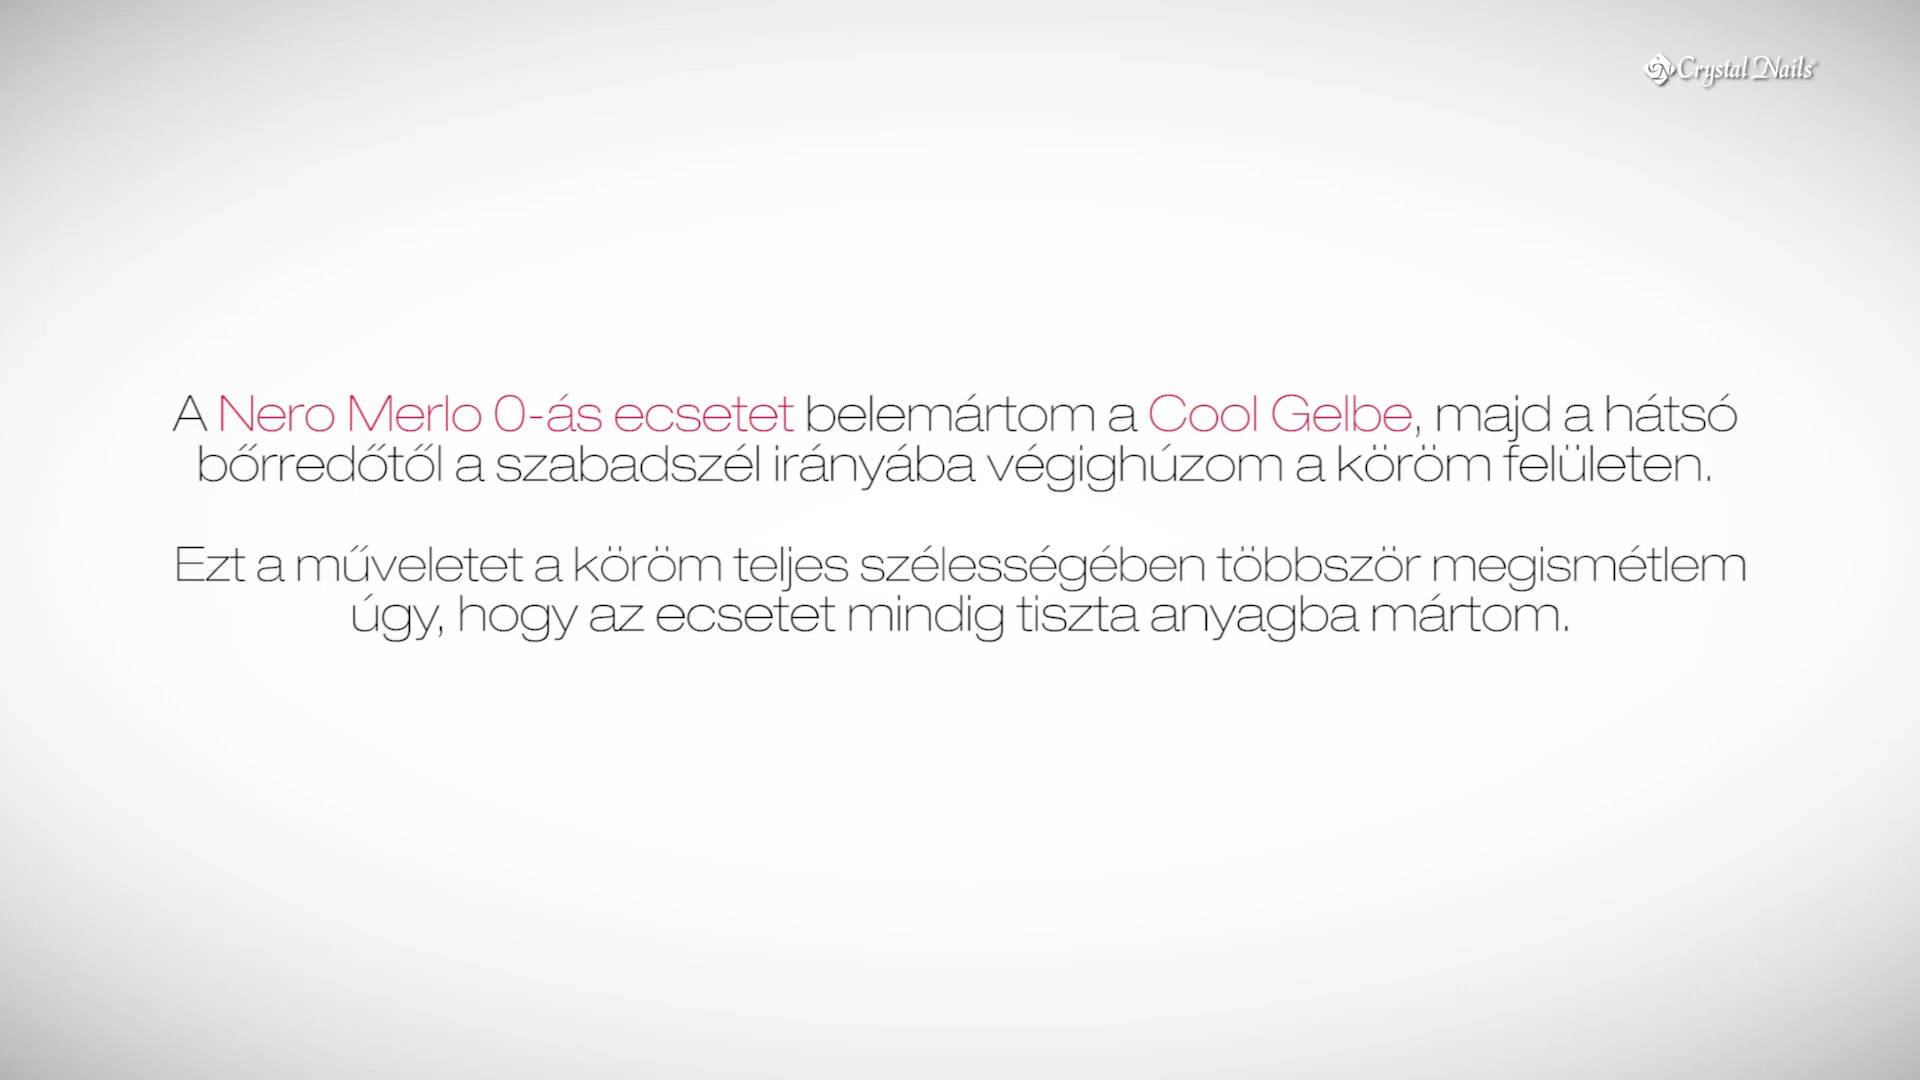 Crystal Nails
A Nero Merlo 0-ás ecsetet belemártom a Cool Gelbe, majd a hátsó
bőrredőtől a szabadszél irányába végighúzom a köröm felületen.
Ezt a műveletet a köröm teljes szélességében többször megismétlem
úgy, hogy az ecsetet mindig tiszta anyagba mártom.